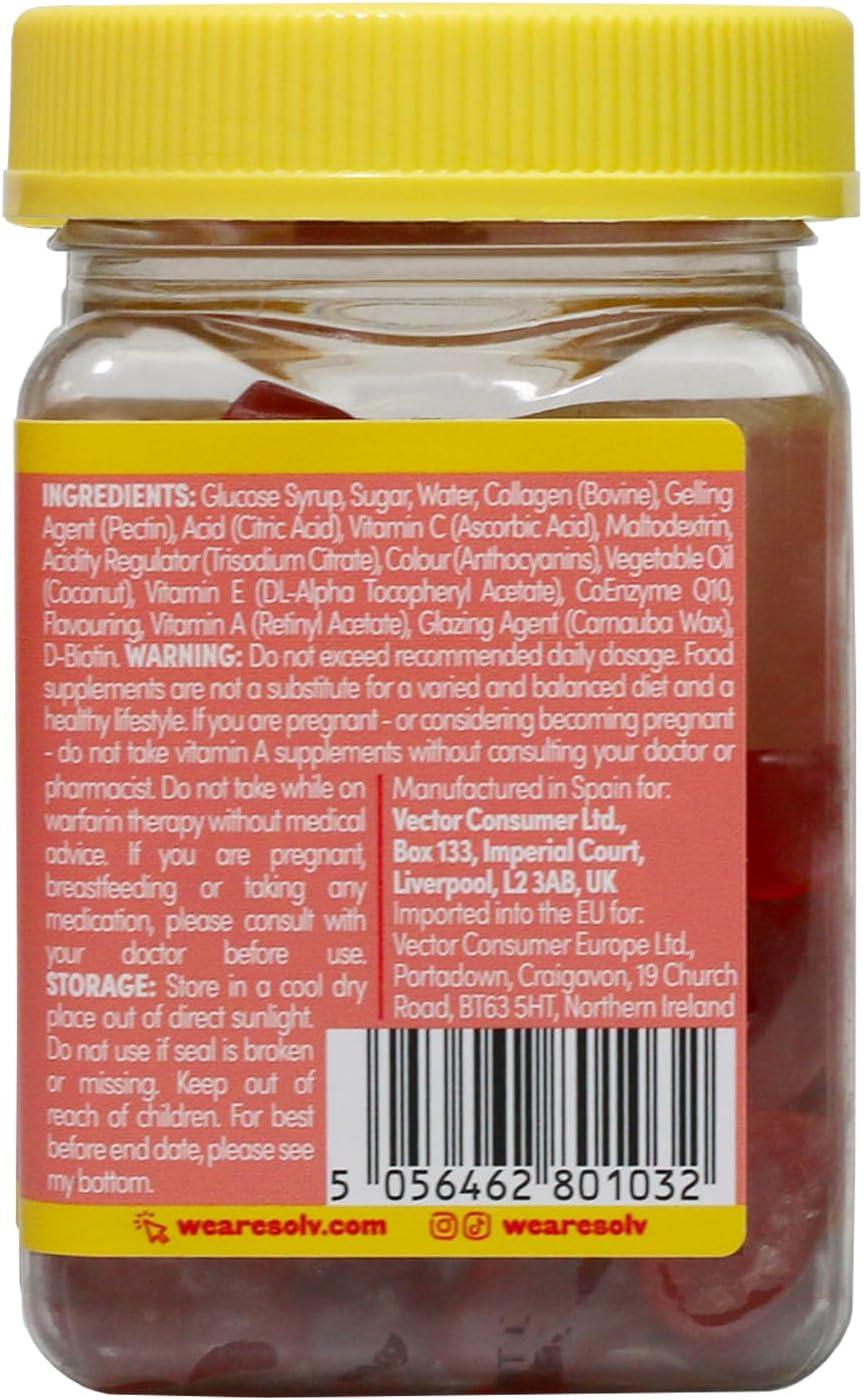 INGREDIENTS: Glucose Syrup, Sugar, Water, Collagen (Bovine), Gelling
Agent (Pectin), Acid (Citric Acid), Vitamin C (Ascorbic Acid), Maltodextrin,
Acidity Regulator (Trisodium Citrate), Colour (Anthocyanins), Vegetable Oil
(Coconut), Vitamin E (DL-Alpha Tocopheryl Acetate), CoEnzyme Q10,
Flavouring, Vitamin A (Retinyl Acetate), Glazing Agent (Carnauba Wax),
D-Biotin. WARNING: Do not exceed recommended daily dosage. Food
supplements are not a substitute for a varied and balanced diet and a
healthy lifestyle. If you are pregnant - or considering becoming pregnant
- do not take vitamin A supplements without consulting your doctor or
pharmacist. Do not take while on
warfarin therapy without medical
advice. If you are pregnant,
breastfeeding or taking any
medication, please consult with
your doctor before use.
STORAGE: Store in a cool dry
place out of direct sunlight.
Do not use if seal is broken
or missing. Keep out of
reach of children. For best
before end date, please see
my bottom.
Manufactured in Spain for:
Vector Consumer Ltd.,
Box 133, Imperial Court,
Liverpool, L2 3AB, UK
Imported into the EU for:
Vector Consumer Europe Ltd.,
Portadown, Craigavon, 19 Church
Road, BT63 5HT, Northern Ireland
5 056462 801032
wearesolv.com wearesolv